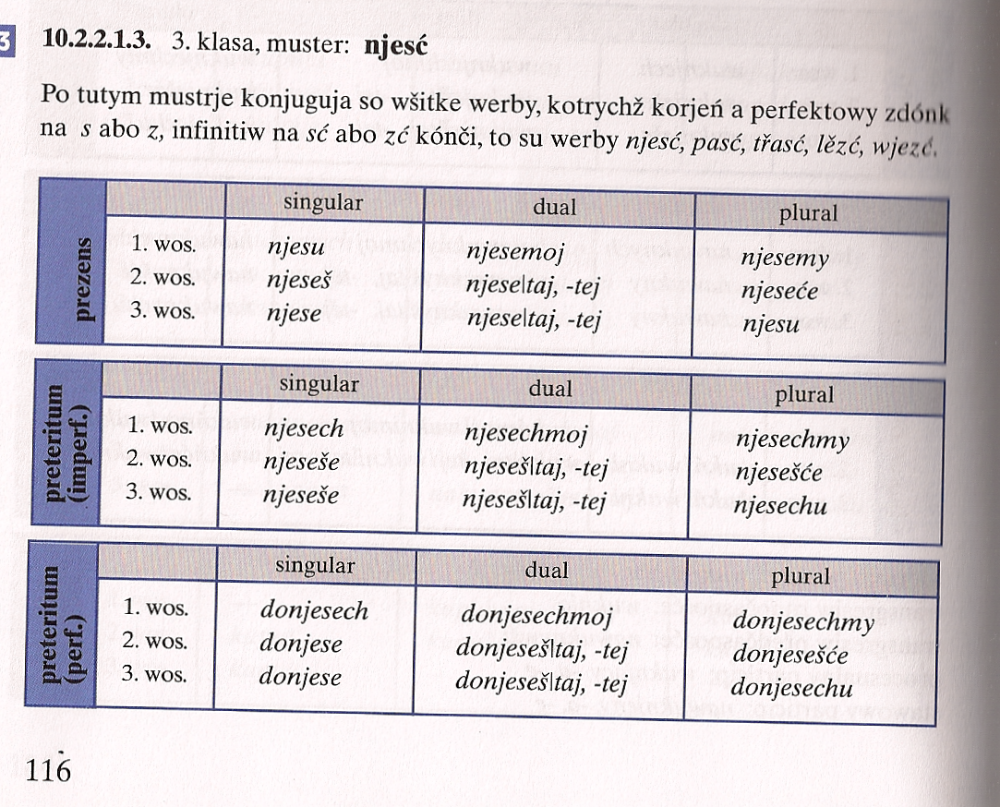 3
10.2.2.1.3. 3. klasa, muster: njesć
Po tutym mustrje konjuguja so wšitke werby, kotrychž korjeń a perfektowy zdónk
na s abo z, infinitiw na sć abo zć kónči, to su werby njesć, pasć, třasć, lězć, wjezć.
prezens
singular dual plural
1. wos. njesu njesemoj njesemy
2. wos. njeseš njese|taj, -tej njeseće
3. wos. njese njese|taj, -tej njesu
preteritum
(imperf.)
singular dual plural
1. wos. njesech njesechmoj njesechmy
2. wos. njeseše njeseš|taj, -tej njesešće
3. wos. njeseše njeseš|taj, -tej njesechu
preteritum
(perf.)
singular dual plural
1. wos. donjesech donjesechmoj donjesechmy
2. wos. donjese donjeseš|taj, -tej donjesešće
3. wos. donjese donjeseš|taj, -tej donjesechu
116